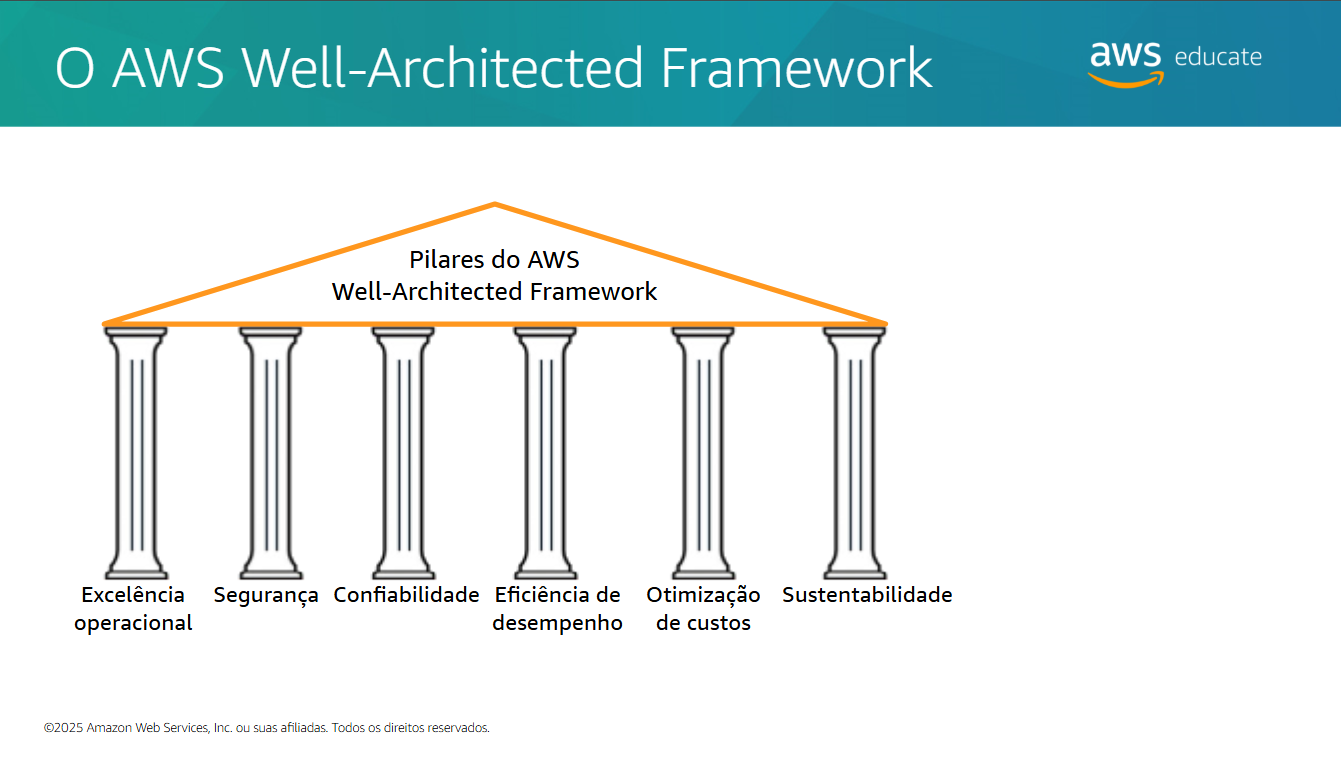 O AWS Well-Architected Framework
aws educate
Pilares do AWS
Well-Architected Framework
Excelência
operacional
Segurança
Confiabilidade
Eficiência de
desempenho
Otimização
de custos
Sustentabilidade
©2025 Amazon Web Services, Inc. ou suas afiliadas. Todos os direitos reservados.